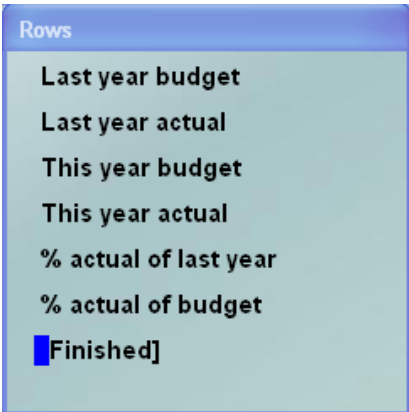 Rows
Last year budget
Last year actual
This year budget
This year actual
% actual of last year
% actual of budget
Finished]